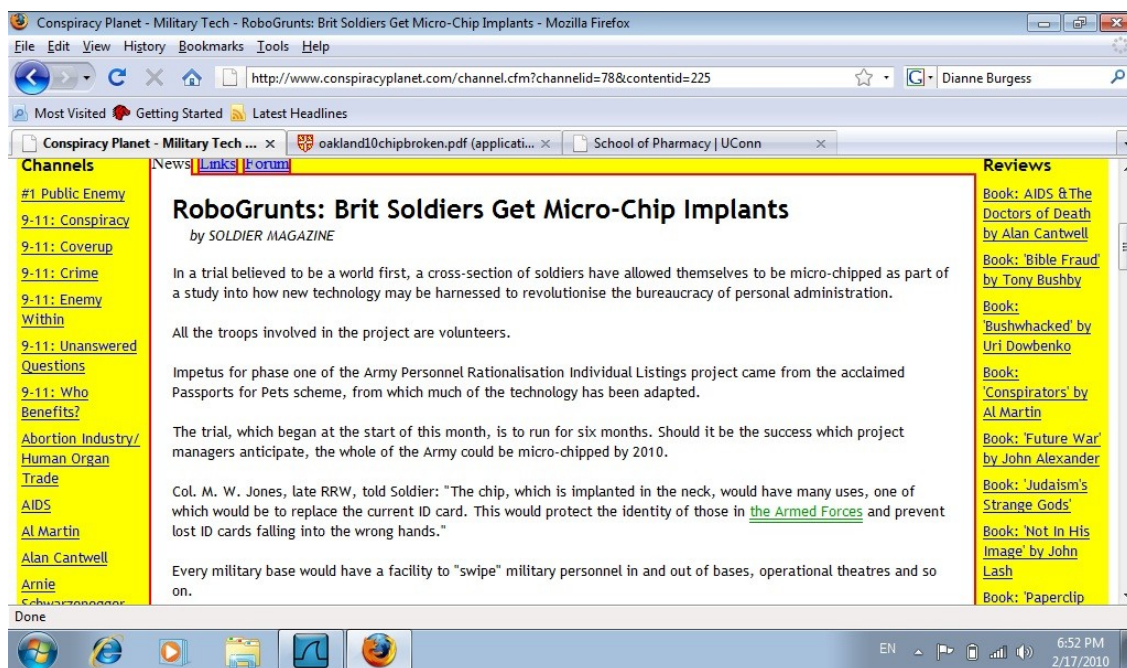 Conspiracy Planet - Military Tech - RoboGrunts: Brit Soldiers Get Micro-Chip Implants - Mozilla Firefox
File Edit View History Bookmarks Tools Help
http://www.conspiracyplanet.com/channel.cfm?channelid=78&contentid=225
G Dianne Burgess
Most Visited Getting Started Latest Headlines
Conspiracy Planet - Military Tech ... oakland10chipbroken.pdf (applicati... School of Pharmacy | UConn
Channels
#1 Public Enemy
9-11: Conspiracy
9-11: Coverup
9-11: Crime
9-11: Enemy
Within
9-11: Unanswered
Questions
9-11: Who
Benefits?
Abortion Industry/
Human Organ
Trade
AIDS
Al Martin
Alan Cantwell
Arnie
Schwarzenegger
News Links Forum
RoboGrunts: Brit Soldiers Get Micro-Chip Implants
by SOLDIER MAGAZINE
In a trial believed to be a world first, a cross-section of soldiers have allowed themselves to be micro-chipped as part of
a study into how new technology may be harnessed to revolutionise the bureaucracy of personal administration.
All the troops involved in the project are volunteers.
Impetus for phase one of the Army Personnel Rationalisation Individual Listings project came from the acclaimed
Passports for Pets scheme, from which much of the technology has been adapted.
The trial, which began at the start of this month, is to run for six months. Should it be the success which project
managers anticipate, the whole of the Army could be micro-chipped by 2010.
Col. M. W. Jones, late RRW, told Soldier: "The chip, which is implanted in the neck, would have many uses, one of
which would be to replace the current ID card. This would protect the identity of those in the Armed Forces and prevent
lost ID cards falling into the wrong hands."
Every military base would have a facility to "swipe" military personnel in and out of bases, operational theatres and so
on.
Reviews
Book: AIDS &The
Doctors of Death
by Alan Cantwell
Book: 'Bible Fraud'
by Tony Bushby
Book:
'Bushwhacked' by
Uri Dowbenko
Book:
'Conspirators' by
Al Martin
Book: 'Future War'
by John Alexander
Book: 'Judaism's
Strange Gods'
Book: 'Not In His
Image' by John
Lash
Book: 'Paperclip
Done
EN
6:52 PM
2/17/2010